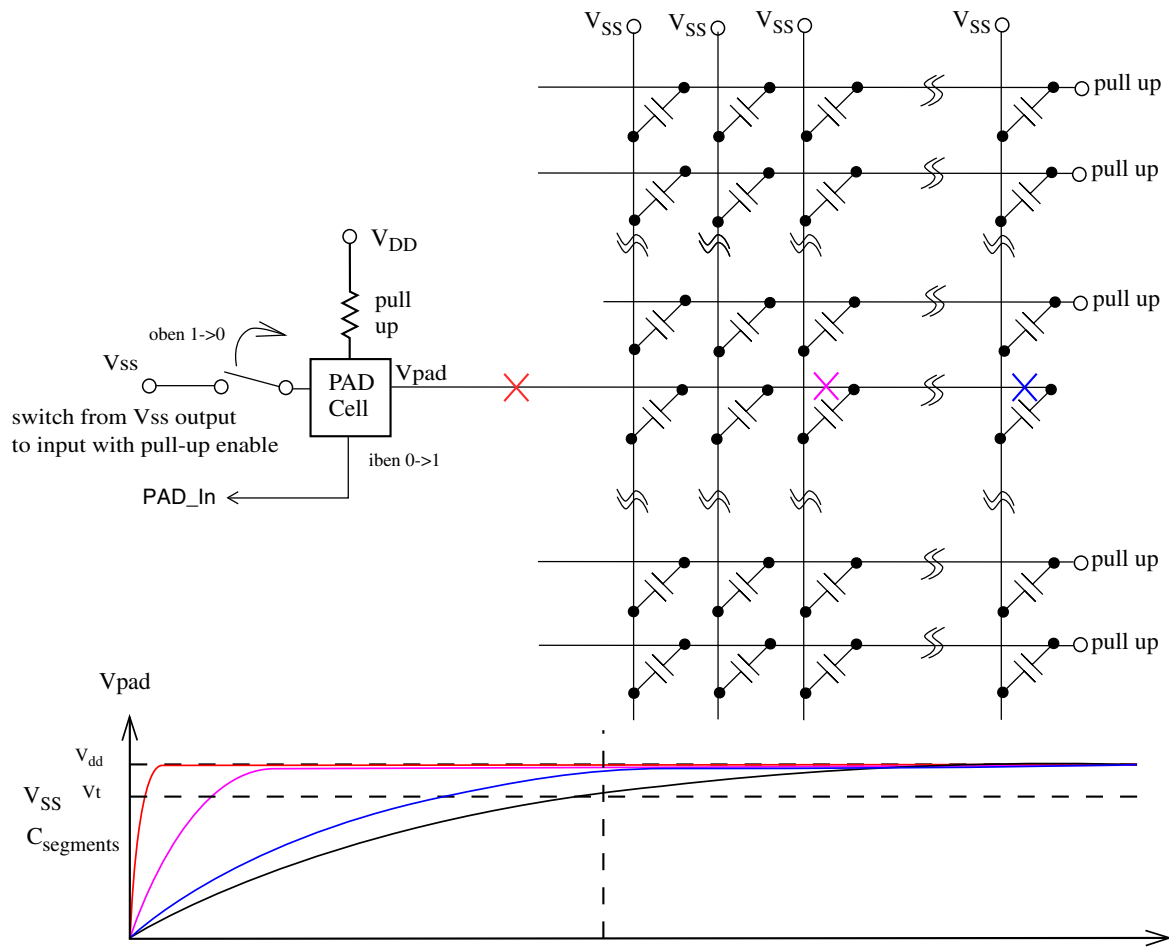 VSS VSS VSS VSS
pull up
pull up
VDD
pull
up
pull up
oben 1->0
Vss
PAD
Cell
Vpad
switch from Vss output
to input with pull-up enable
iben 0->1
PAD_In
pull up
pull up
Vpad
Vdd
VSS
Vt
Csegments